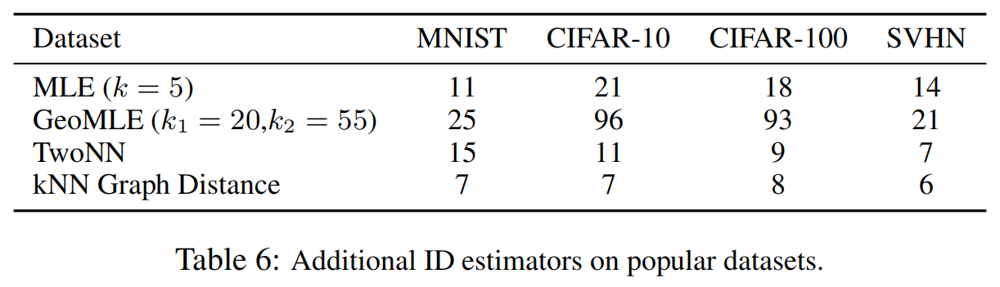 Dataset MNIST CIFAR-10 CIFAR-100 SVHN
MLE (k = 5) 11 21 18 14
GeoMLE (k₁ = 20,k₂ = 55) 25 96 93 21
TwoNN 15 11 9 7
kNN Graph Distance 7 7 8 6
Table 6: Additional ID estimators on popular datasets.